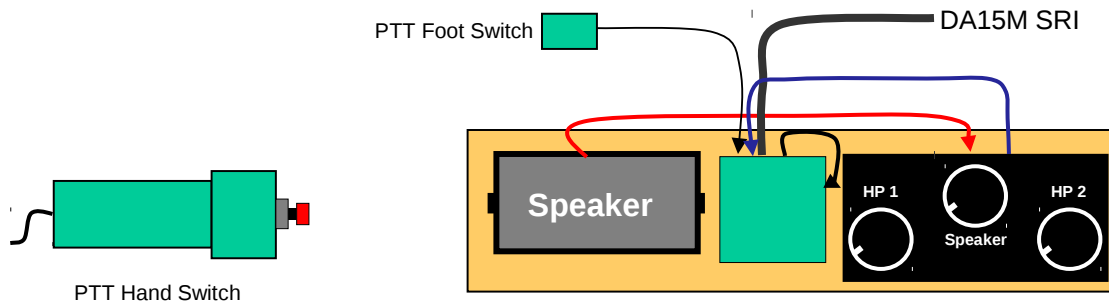 PTT Foot Switch
DA15M SRI
Speaker
HP 1
HP 2
Speaker
PTT Hand Switch